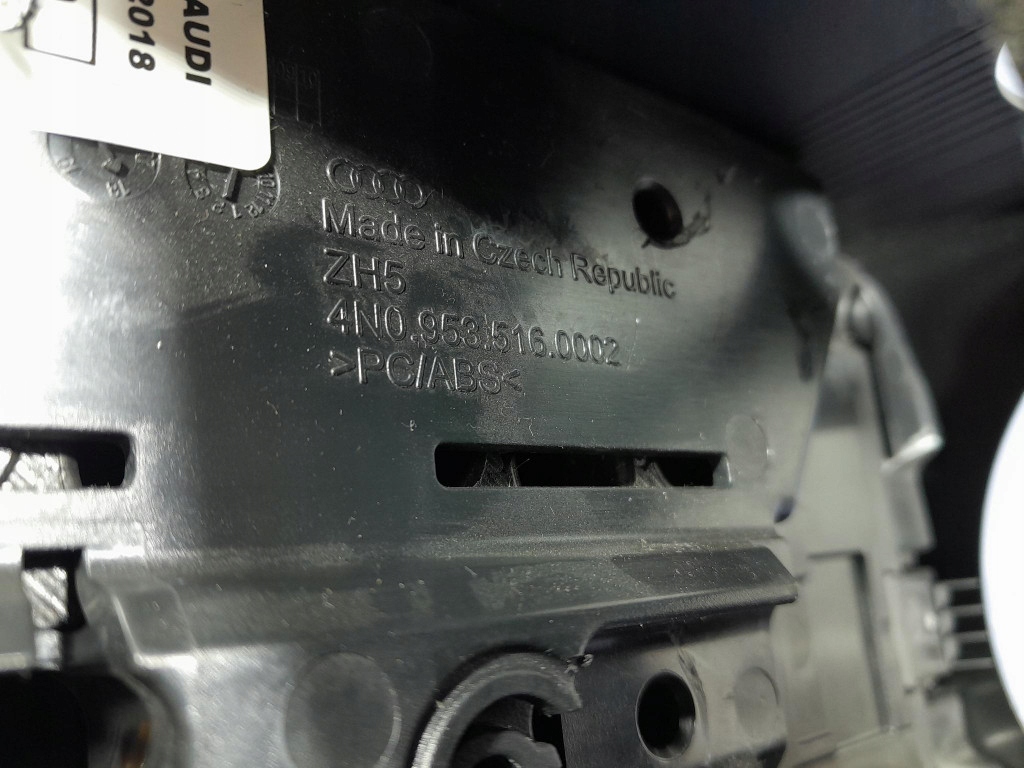 AUDI
2018
Made in Czech Republic
ZH5
4N0.953.516.0002
>PC/ABS<